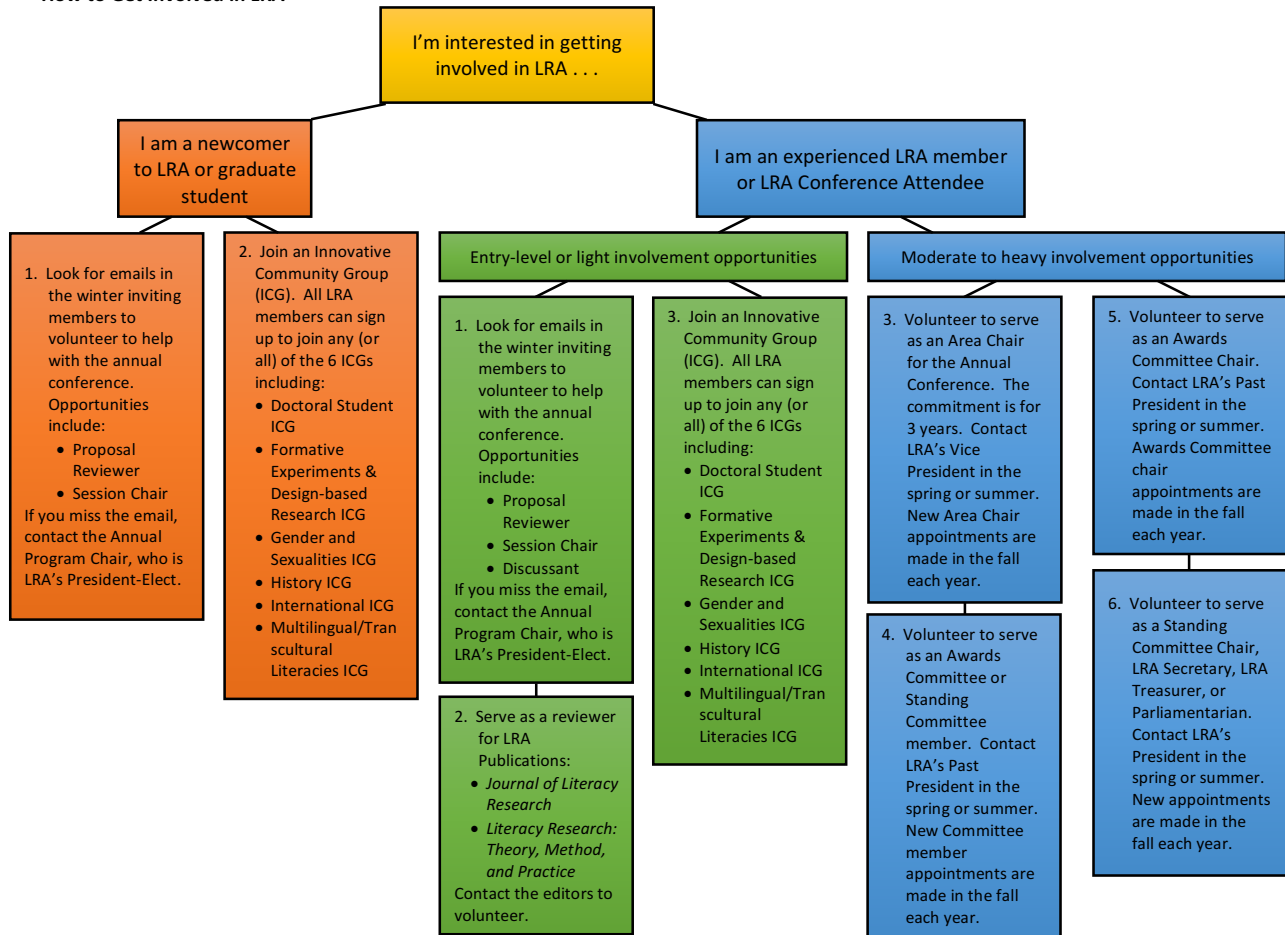 How to Get Involved in LRA
I'm interested in getting
involved in LRA . . .
I am a newcomer
to LRA or graduate
student
I am an experienced LRA member
or LRA Conference Attendee
1. Look for emails in
the winter inviting
members to
volunteer to help
with the annual
conference.
Opportunities
include:
• Proposal
Reviewer
• Session Chair
If you miss the email,
contact the Annual
Program Chair, who is
LRA's President-Elect.
2. Join an Innovative
Community Group
(ICG). All LRA
members can sign
up to join any (or
all) of the 6 ICGs
including:
• Doctoral Student
ICG
• Formative
Experiments &
Design-based
Research ICG
• Gender and
Sexualities ICG
• History ICG
• International ICG
• Multilingual/Tran
scultural
Literacies ICG
Entry-level or light involvement opportunities
1. Look for emails in
the winter inviting
members to
volunteer to help
with the annual
conference.
Opportunities
include:
• Proposal
Reviewer
• Session Chair
• Discussant
If you miss the email,
contact the Annual
Program Chair, who is
LRA's President-Elect.
2. Serve as a reviewer
for LRA
Publications:
• Journal of Literacy
Research
• Literacy Research:
Theory, Method,
and Practice
Contact the editors to
volunteer.
3. Join an Innovative
Community Group
(ICG). All LRA
members can sign
up to join any (or
all) of the 6 ICGs
including:
• Doctoral Student
ICG
• Formative
Experiments &
Design-based
Research ICG
• Gender and
Sexualities ICG
• History ICG
• International ICG
• Multilingual/Tran
scultural
Literacies ICG
Moderate to heavy involvement opportunities
3. Volunteer to serve
as an Area Chair
for the Annual
Conference. The
commitment is for
3 years. Contact
LRA's Vice
President in the
spring or summer.
New Area Chair
appointments are
made in the fall
each year.
4. Volunteer to serve
as an Awards
Committee or
Standing
Committee
member. Contact
LRA's Past
President in the
spring or summer.
New Committee
member
appointments are
made in the fall
each year.
5. Volunteer to serve
as an Awards
Committee Chair.
Contact LRA's Past
President in the
spring or summer.
Awards Committee
chair
appointments are
made in the fall
each year.
6. Volunteer to serve
as a Standing
Committee Chair,
LRA Secretary, LRA
Treasurer, or
Parliamentarian.
Contact LRA's
President in the
spring or summer.
New appointments
are made in the
fall each year.